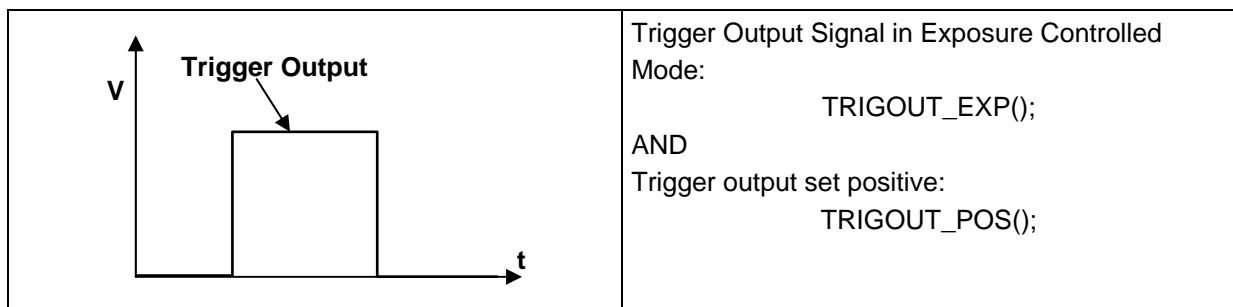 Trigger Output
V
t
Trigger Output Signal in Exposure Controlled
Mode:
TRIGOUT_EXP();
AND
Trigger output set positive:
TRIGOUT_POS();